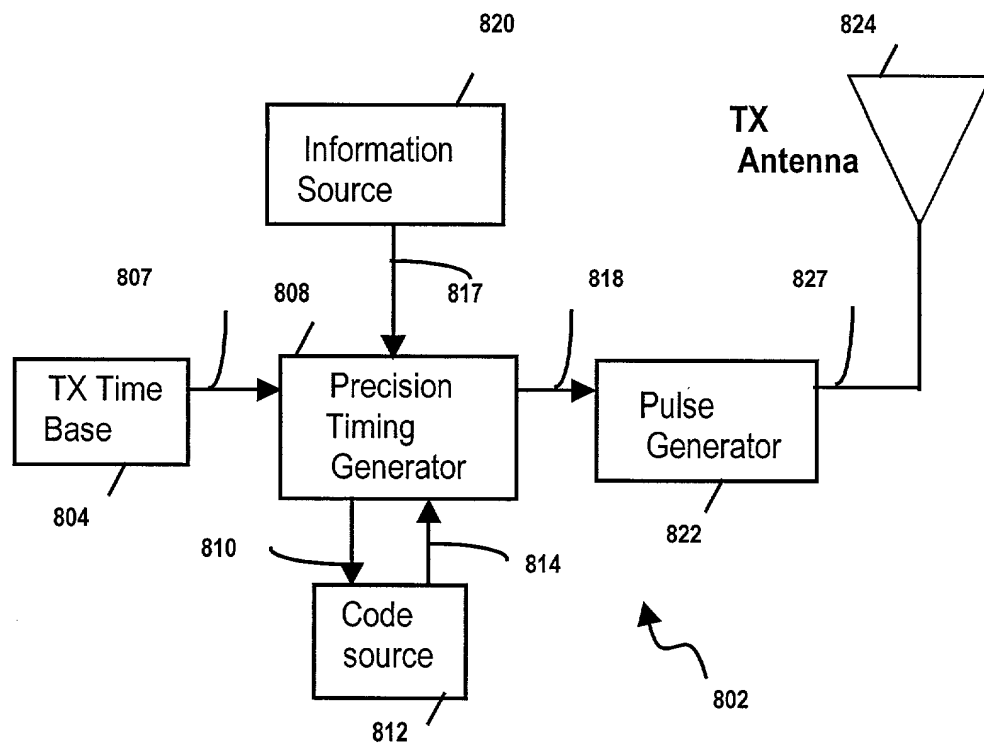 820
824
Information
Source
TX
Antenna
807
808
817
818
827
TX Time
Base
Precision
Timing
Generator
Pulse
Generator
804
810
814
822
Code
source
812
802